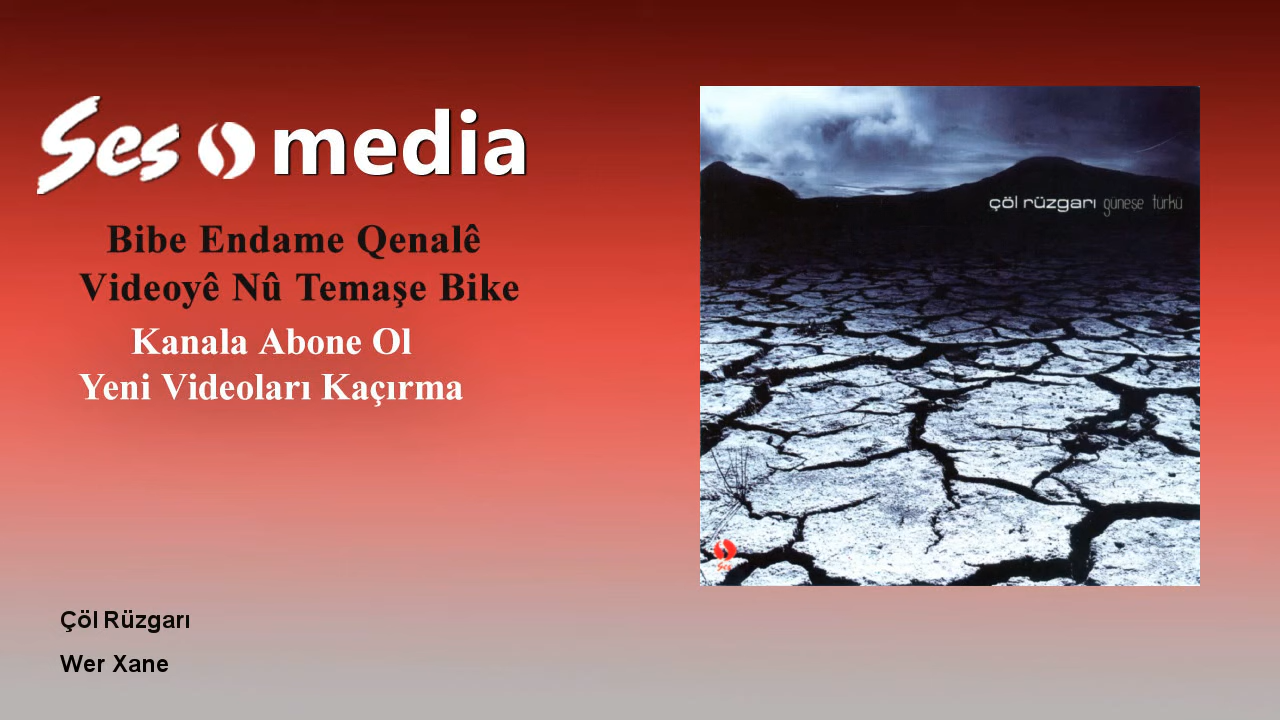 Ses media
Bibe Endame Qenalê
Videoyê Nû Temaşe Bike
Kanala Abone Ol
Yeni Videoları Kaçırma
çöl rüzgarı güneşe türkü
Ses
Çöl Rüzgarı
Wer Xane